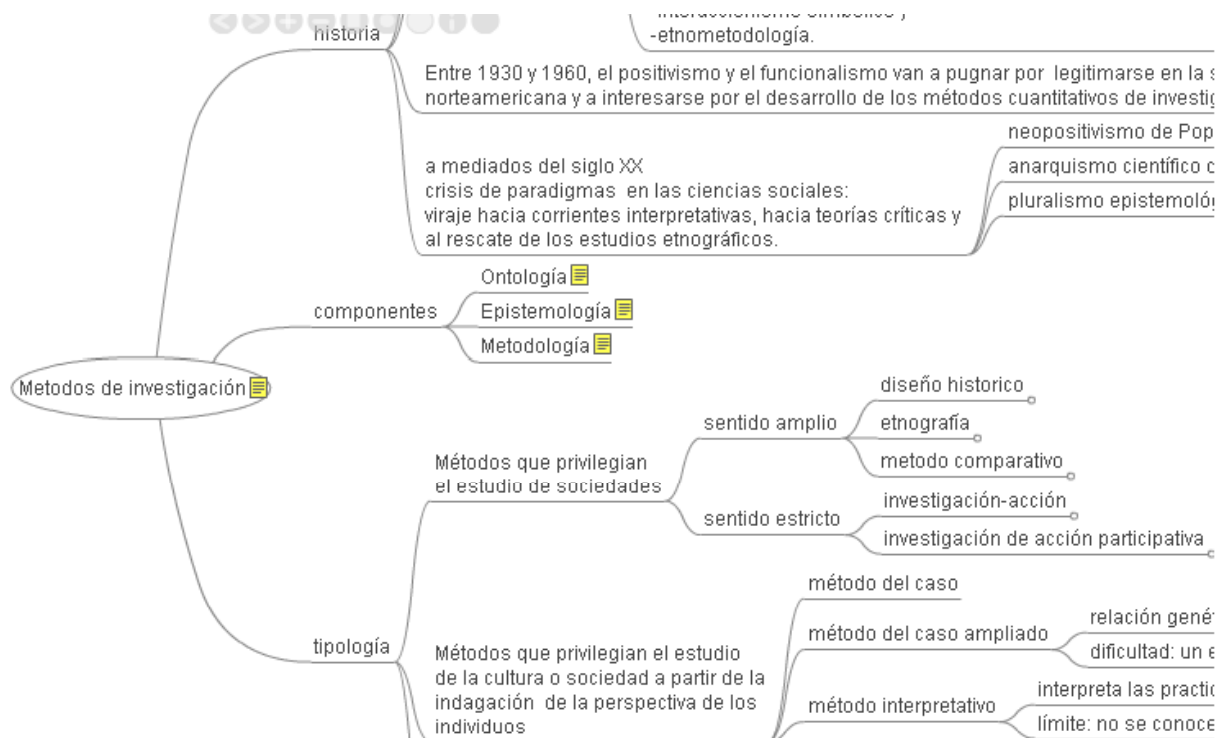 historia
-etnometodología.
Entre 1930 y 1960, el positivismo y el funcionalismo van a pugnar por legitimarse en la
norteamericana y a interesarse por el desarrollo de los métodos cuantitativos de
a mediados del siglo XX
crisis de paradigmas en las ciencias sociales:
viraje hacia corrientes interpretativas, hacia teorías críticas y
al rescate de los estudios etnográficos.
neopositivismo de
anarquismo científico
pluralismo
componentes
Ontología
Epistemología
Metodología
Metodos de investigación
tipología
Métodos que privilegian
el estudio de sociedades
sentido amplio
diseño historico
etnografía
metodo comparativo
sentido estricto
investigación-acción
investigación de acción participativa
Métodos que privilegian el estudio
de la cultura o sociedad a partir de la
indagación de la perspectiva de los
individuos
método del caso
método del caso ampliado
relación
dificultad: un
método interpretativo
interpreta las
límite: no se conoce